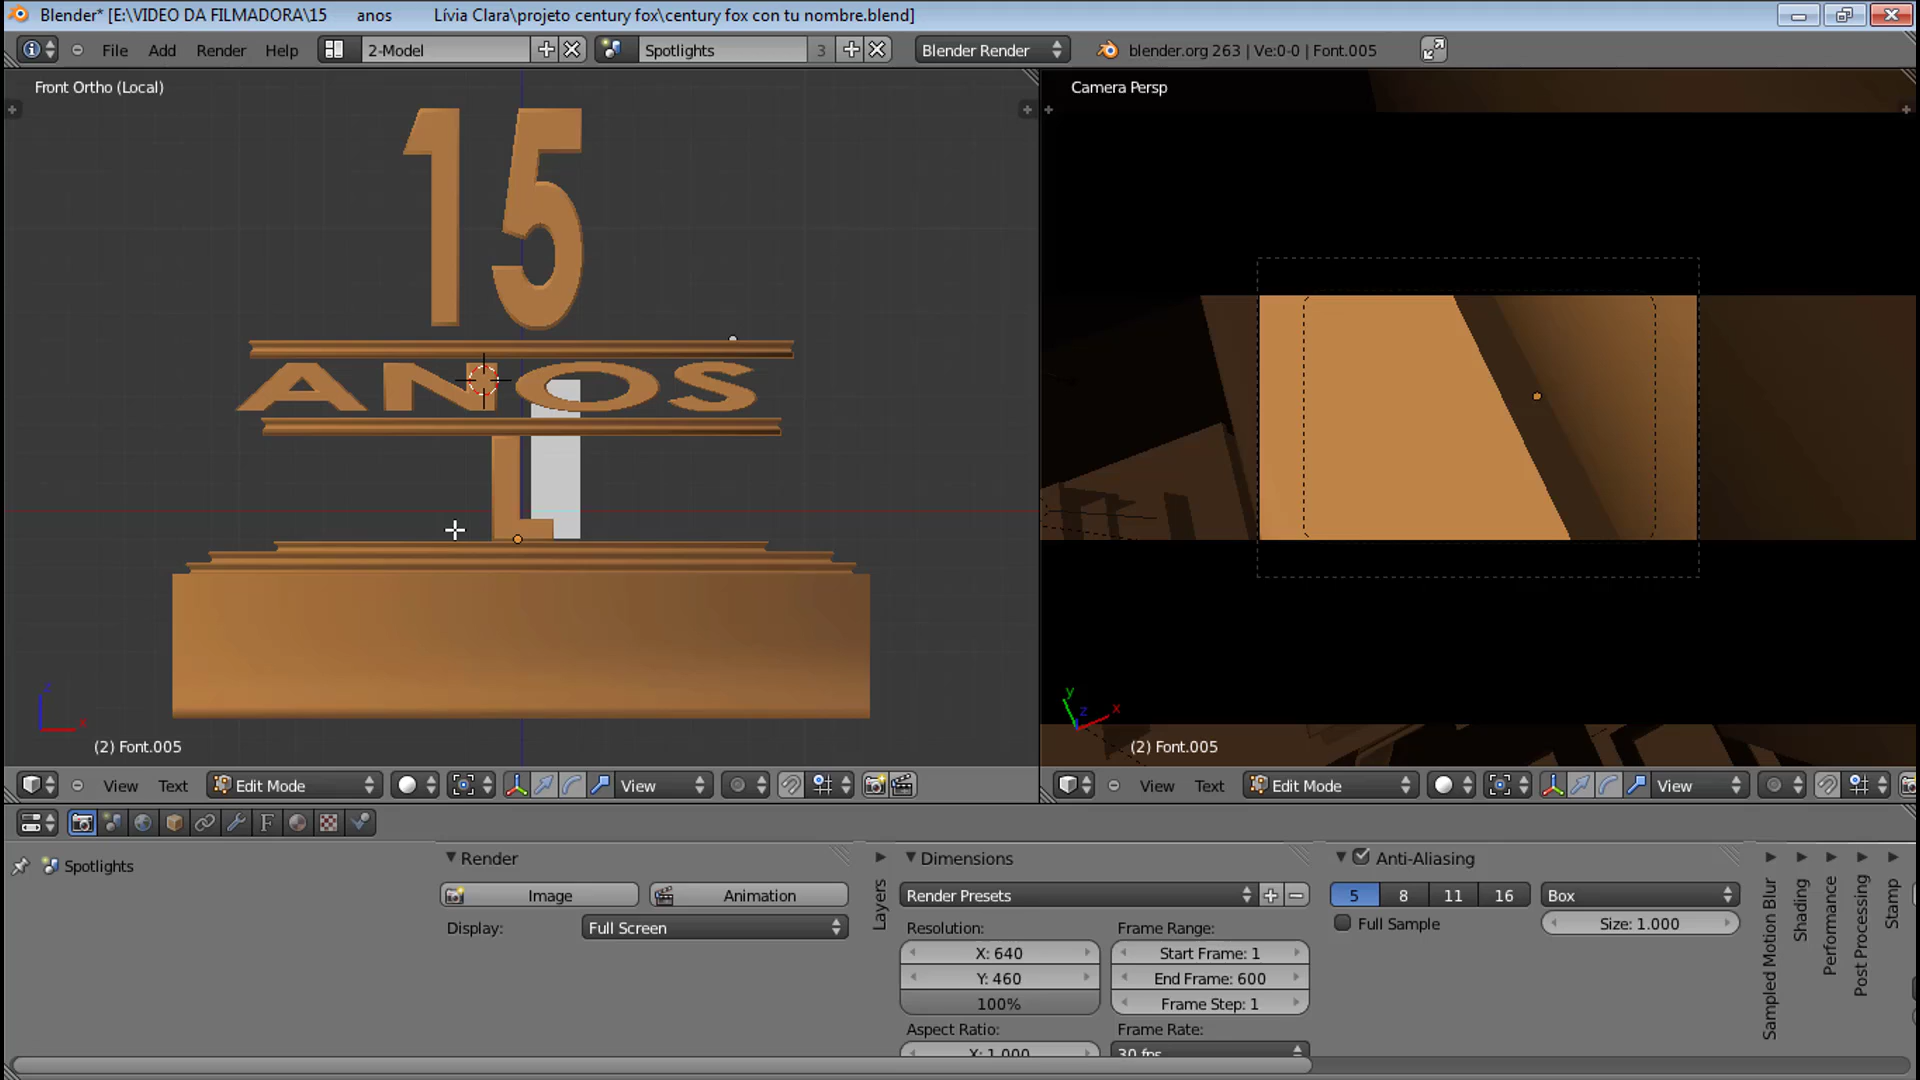 Blender* [E:\VIDEO DA FILMADORA\15 anos Lívia Clara\projeto century fox\century fox con tu nombre.blend]
File Add Render Help 2-Model Spotlights 3 Blender Render blender.org 263 | Ve:0-0 | Font.005
Front Ortho (Local)
Camera Persp
15
ANOS
L
z
x
(2) Font.005
y
z
x
(2) Font.005
View Text Edit Mode View
View Text Edit Mode View
F
Spotlights
Render
Image Animation
Display: Full Screen
Layers
Dimensions
Render Presets
Resolution: Frame Range:
X: 640 Start Frame: 1
Y: 460 End Frame: 600
100% Frame Step: 1
Aspect Ratio: Frame Rate:
X: 1.000 30 fps
Anti-Aliasing
5 8 11 16 Box
Full Sample Size: 1.000
Sampled Motion Blur
Shading
Performance
Post Processing
Stamp